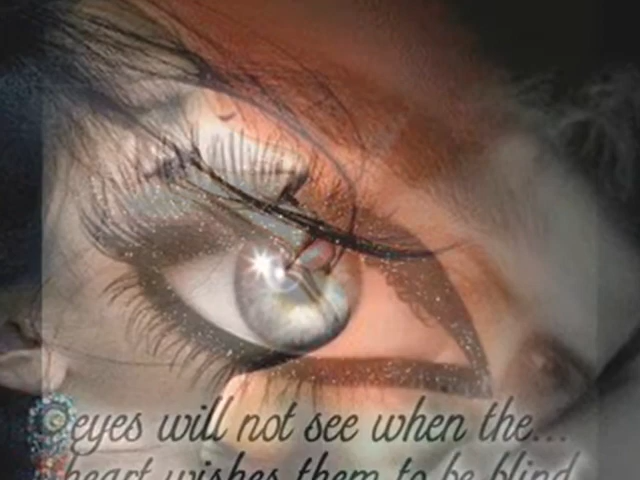 eyes will not see when the...
heart wishes them to be blind